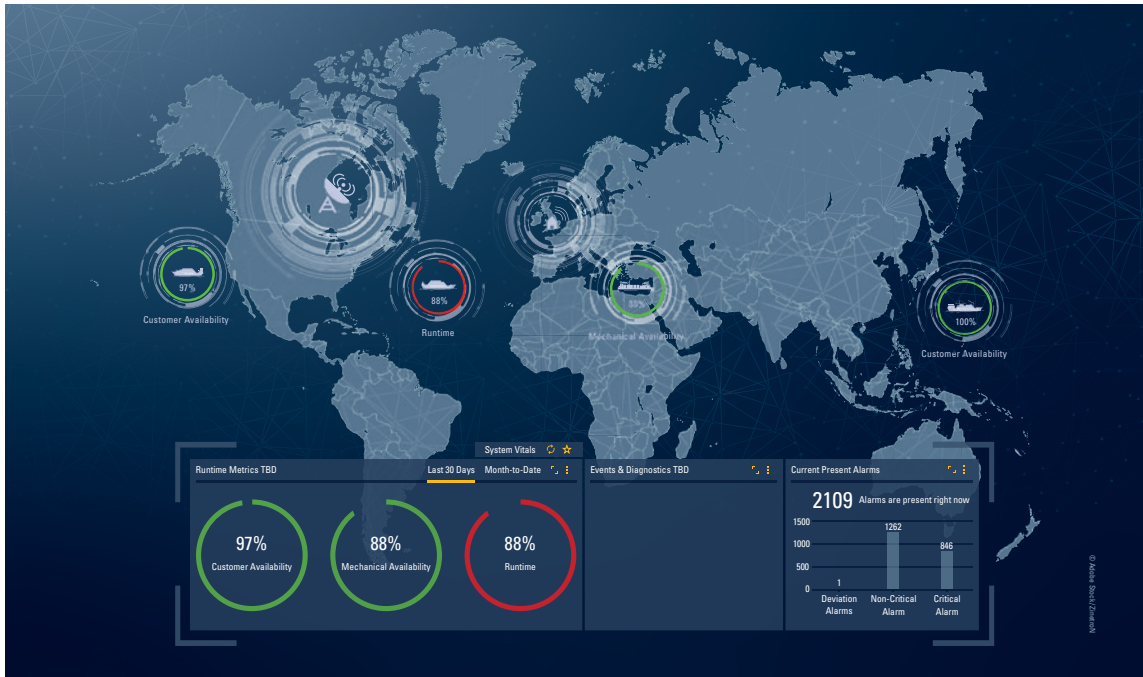 97%
Customer Availability
88%
Runtime
88%
Mechanical Availability
100%
Customer Availability
System Vitals
Runtime Metrics TBD
Last 30 Days
Month-to-Date
97%
Customer Availability
88%
Mechanical Availability
88%
Runtime
Events & Diagnostics TBD
Current Present Alarms
2109 Alarms are present right now
1500
1000
500
0
1
1262
846
Deviation
Alarms
Non-Critical
Alarm
Critical
Alarm
© Adobe Stock/ZinetroN